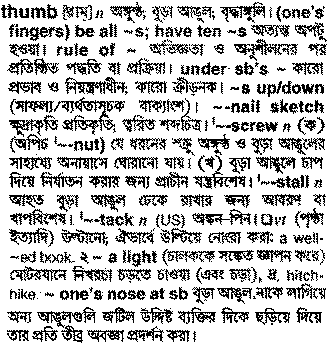 thumb [থাম্] n অঙ্গুষ্ঠ; বুড়া আঙুল; বৃদ্ধাঙ্গুলি। (one's
fingers) be all ~s; have ten ~s অত্যন্ত অপটু
হওয়া। rule of ~ অভিজ্ঞতা ও অনুশীলনের পর
প্রতিষ্ঠিত পদ্ধতি বা প্রক্রিয়া। under sb's ~ কারো
প্রভাব ও নিয়ন্ত্রণাধীন; কারো ক্রীড়নক। ~s up/down
(সাফল্য/ব্যর্থতাসূচক বাক্যাংশ)। ~-nail sketch
ক্ষুদ্রাকৃতি প্রতিকৃতি; ত্বরিত শব্দচিত্র। '~-screw n (ক)
(অপিচ '~-nut) যে ধরনের শক্রু অঙ্গুষ্ঠ ও বুড়া আঙুলের
সাহায্যে অনায়াসে ঘোরানো যায়। (খ) বুড়া আঙুলে চাপ
দিয়ে নির্যাতন করার জন্য প্রাচীন যন্ত্রবিশেষ। '~-stall n
আহত বুড়া আঙুল ঢেকে রাখার জন্য আবরণ বা
খাপবিশেষ। '~-tack n (US) অঙ্কন-পিন।□vt (পৃষ্ঠা
ইত্যাদি) উল্টানো; ঐভাবে উল্টিয়ে নোংরা করা: a well-
~ed book. ২ ~ a light (চালককে সঙ্কেত জ্ঞাপন করে)
মোটরযানে নিখরচা চড়তে চাওয়া (এবং চড়া), দ্র, hitch-
hike. ~ one's nose at sb বুড়া আঙুল নাকে লাগিয়ে
অন্য আঙুলগুলি জটিল উদ্দিষ্ট ব্যক্তির দিকে ছড়িয়ে দিয়ে
তার প্রতি তীব্র অবজ্ঞা প্রদর্শন করা।